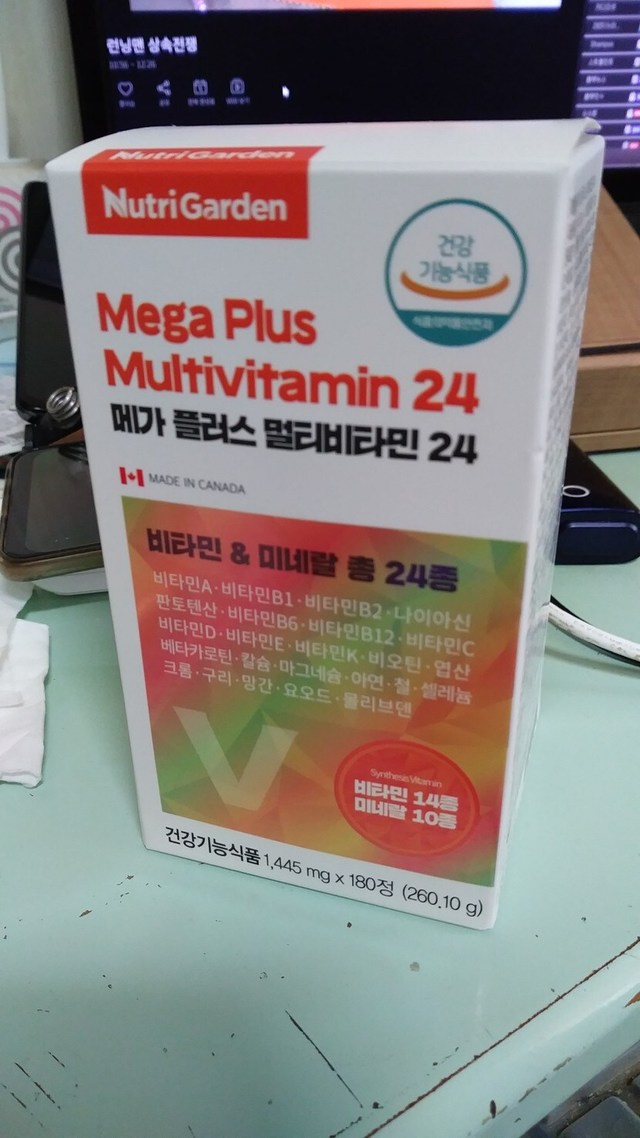 런닝맨 상속전쟁
NutriGarden
NutriGarden
건강
기능식품
식품의약품안전처
Mega Plus
Multivitamin 24
메가 플러스 멀티비타민 24
MADE IN CANADA
비타민 & 미네랄 총 24종
비타민A·비타민B1·비타민B2·나이아신
판토텐산·비타민B6·비타민B12·비타민C
비타민D·비타민E·비타민K·비오틴·엽산
베타카로틴·칼슘·마그네슘·아연·철·셀레늄
크롬·구리·망간·요오드·몰리브덴
V
Synthesis Vitamin
비타민 14종
미네랄 10종
건강기능식품 1,445 mg x 180정 (260.10 g)